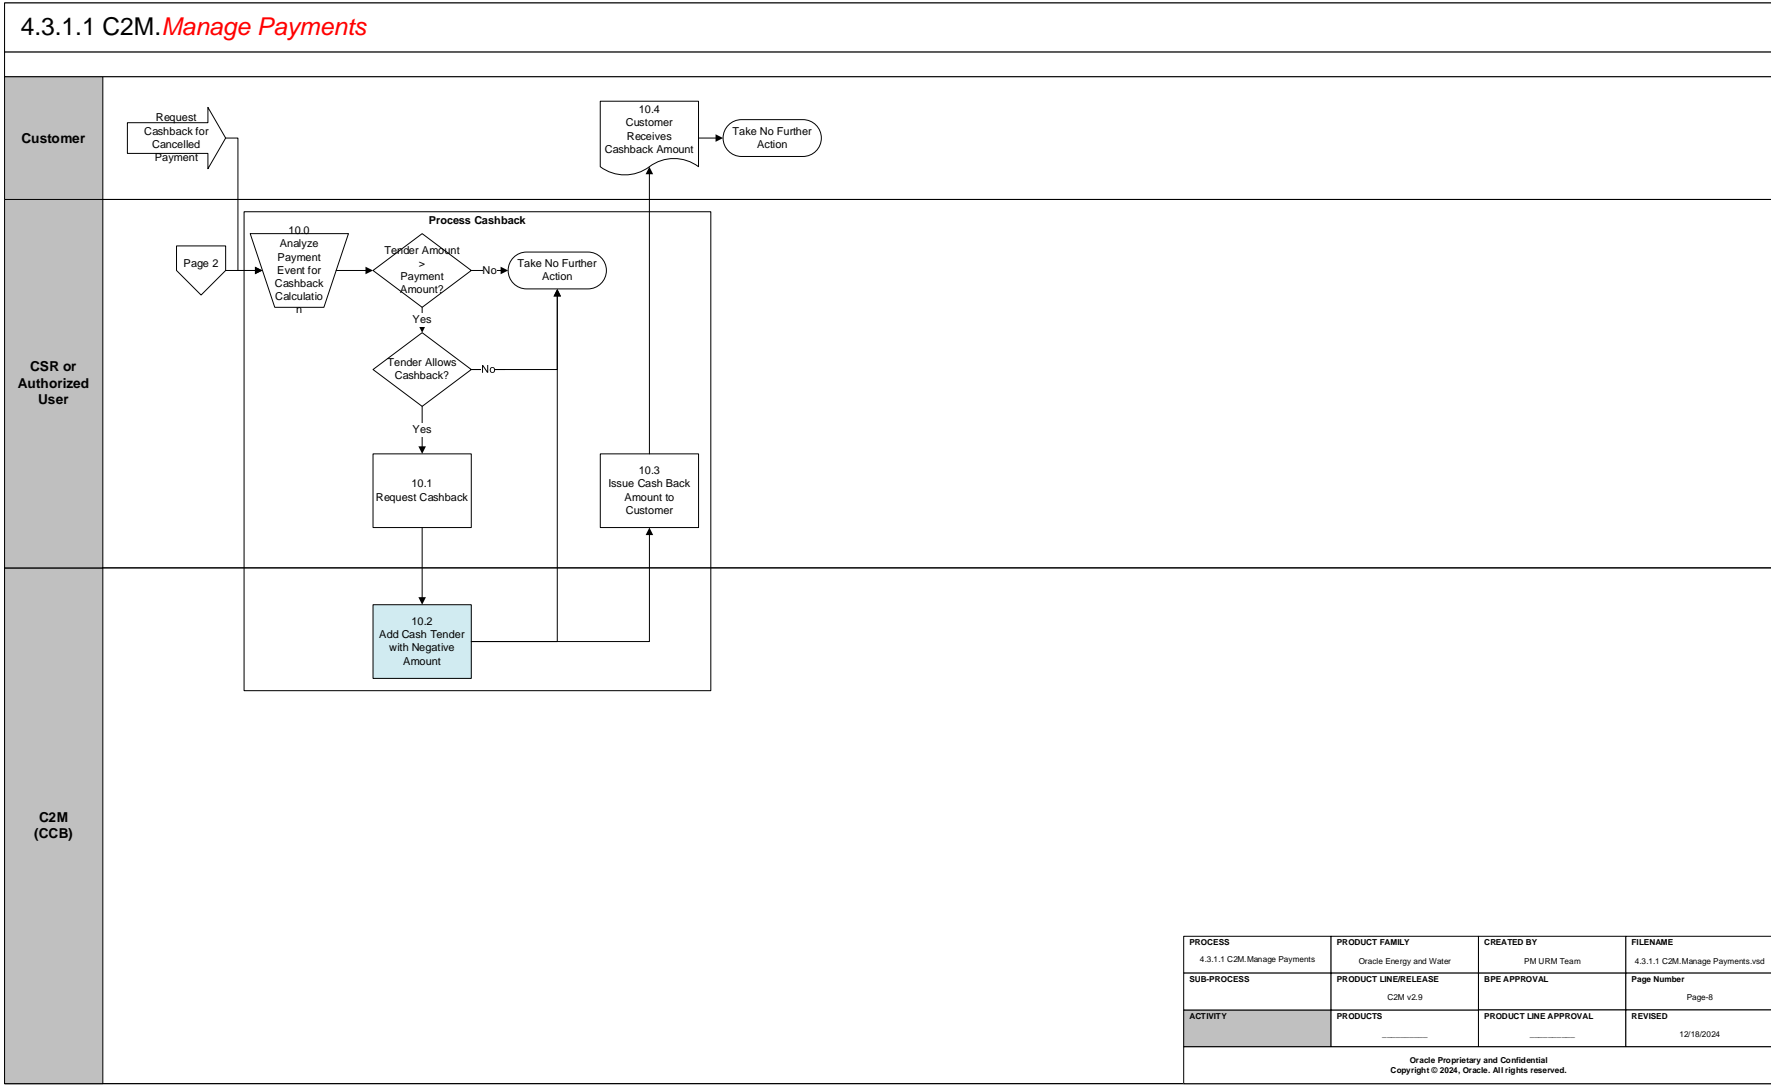 4.3.1.1 C2M.Manage Payments
Customer
Request
Cashback for
Cancelled
Payment
10.4
Customer
Receives
Cashback Amount
Take No Further
Action
CSR or
Authorized
User
Process Cashback
Page 2
10.0
Analyze
Payment
Event for
Cashback
Calculatio
n
Tender Amount
>
Payment
Amount?
No
Take No Further
Action
Yes
Tender Allows
Cashback?
No
Yes
10.1
Request Cashback
10.3
Issue Cash Back
Amount to
Customer
C2M
(CCB)
10.2
Add Cash Tender
with Negative
Amount
PROCESS
4.3.1.1 C2M.Manage Payments
PRODUCT FAMILY
Oracle Energy and Water
CREATED BY
PM URM Team
FILENAME
4.3.1.1 C2M.Manage Payments.vsd
SUB-PROCESS
PRODUCT LINE/RELEASE
C2M v2.9
BPE APPROVAL
Page Number
Page-8
ACTIVITY
PRODUCTS
PRODUCT LINE APPROVAL
REVISED
12/18/2024
Oracle Proprietary and Confidential
Copyright © 2024, Oracle. All rights reserved.